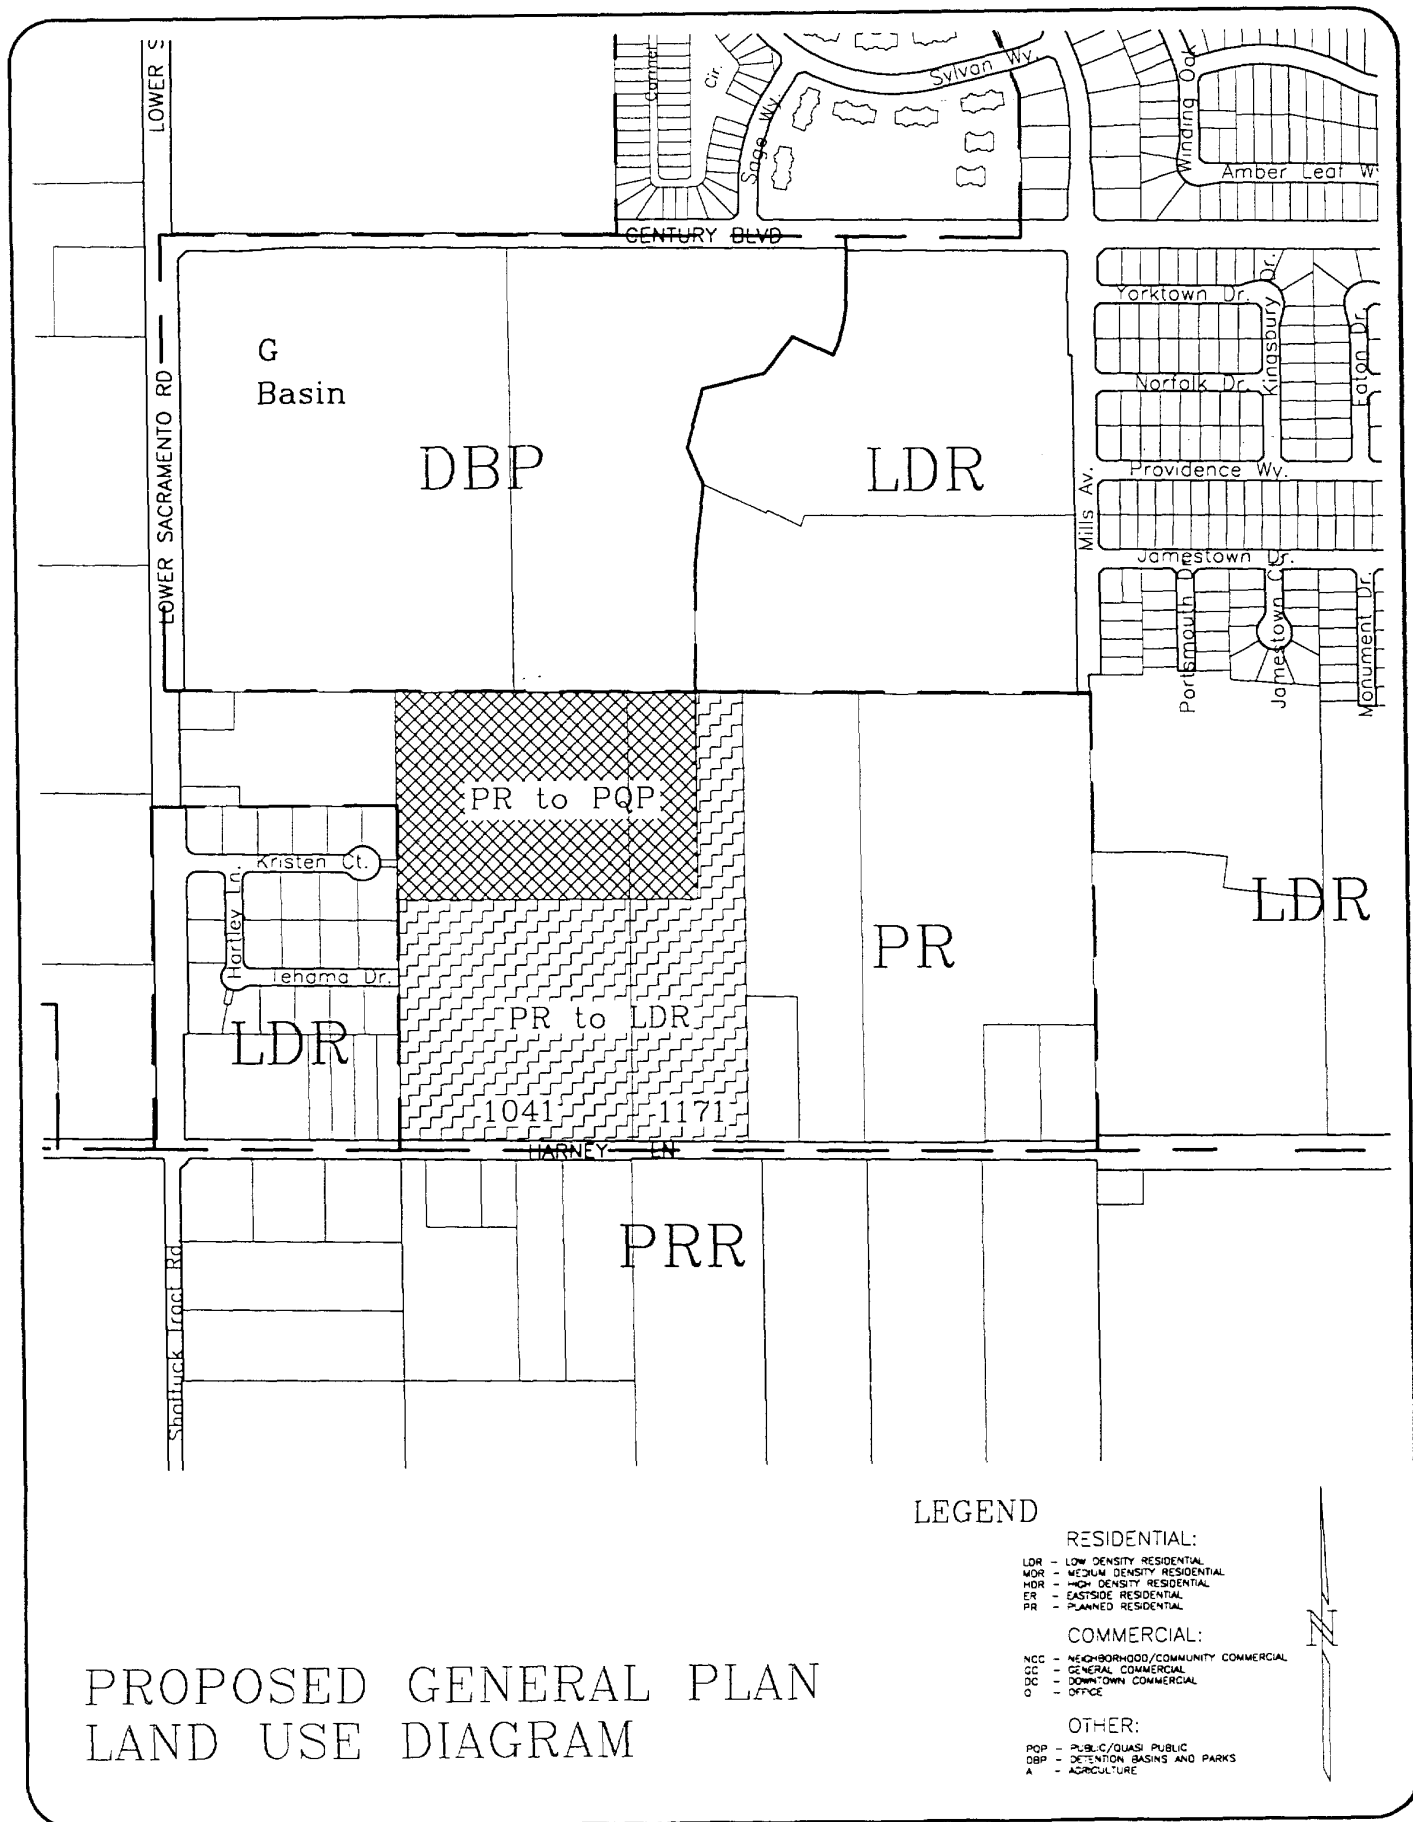 LOWER S
Carmel
Cir.
Sage Wy.
Sylvan Wy.
Winding Oak
Amber Leaf W
CENTURY BLVD
G
Basin
DBP
LDR
LOWER SACRAMENTO RD
Mills Av.
Yorktown Dr.
Kingsbury Dr.
Eaton Dr.
Norfolk Dr.
Providence Wy.
Jamestown Dr.
Portsmouth D
Jamestown Ct.
Monument Dr.
PR to PQP
Kristen Ct.
Hartley Ln.
Tehama Dr.
LDR
PR
LDR
PR to LDR
1041
1171
HARNEY LN
PRR
Shattuck Tract Rd
LEGEND
RESIDENTIAL:
LDR - LOW DENSITY RESIDENTIAL
MDR - MEDIUM DENSITY RESIDENTIAL
HDR - HIGH DENSITY RESIDENTIAL
ER - EASTSIDE RESIDENTIAL
PR - PLANNED RESIDENTIAL
COMMERCIAL:
NCC - NEIGHBORHOOD/COMMUNITY COMMERCIAL
GC - GENERAL COMMERCIAL
DC - DOWNTOWN COMMERCIAL
O - OFFICE
OTHER:
PQP - PUBLIC/QUASI PUBLIC
DBP - DETENTION BASINS AND PARKS
A - AGRICULTURE
N
PROPOSED GENERAL PLAN
LAND USE DIAGRAM